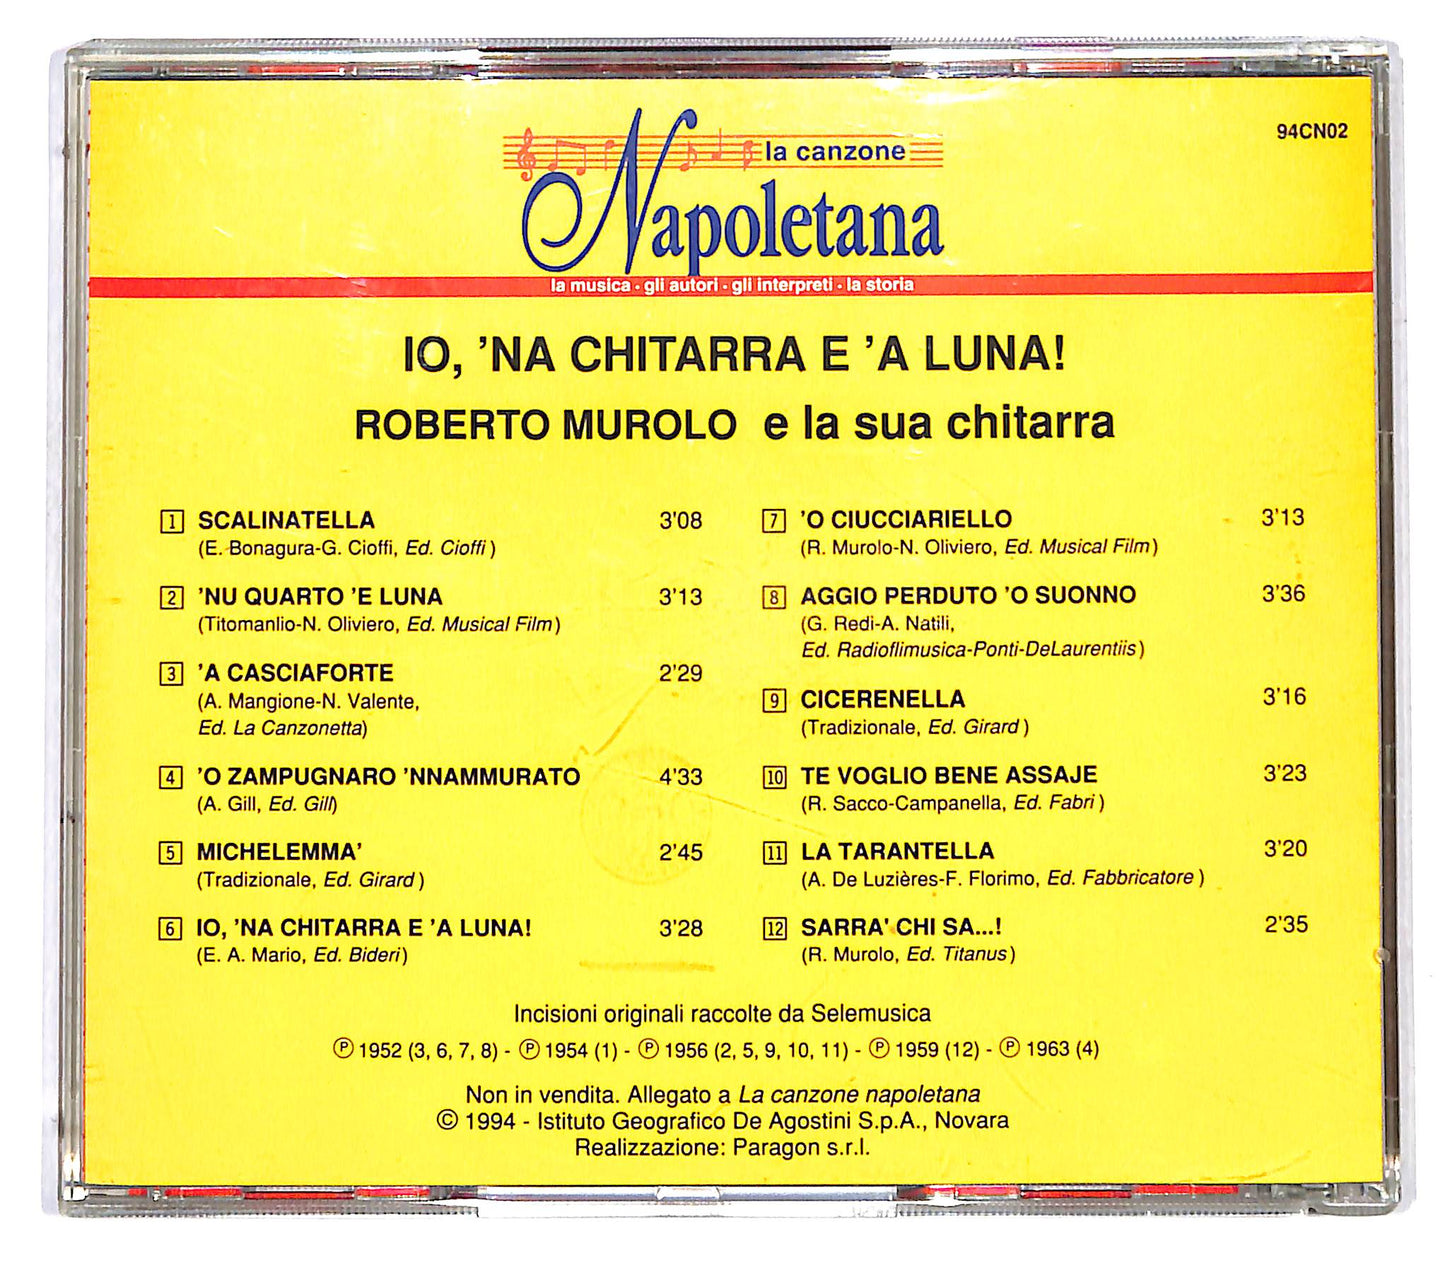 94CN02
la canzone
Napoletana
la musica · gli autori · gli interpreti · la storia
IO, ’NA CHITARRA E ’A LUNA!
ROBERTO MUROLO e la sua chitarra
1 SCALINATELLA 3'08
(E. Bonagura-G. Cioffi, Ed. Cioffi)
2 ’NU QUARTO ’E LUNA 3'13
(Titomanlio-N. Oliviero, Ed. Musical Film)
3 ’A CASCIAFORTE 2'29
(A. Mangione-N. Valente,
Ed. La Canzonetta)
4 ’O ZAMPUGNARO ’NNAMMURATO 4'33
(A. Gill, Ed. Gill)
5 MICHELEMMA’ 2'45
(Tradizionale, Ed. Girard)
6 IO, ’NA CHITARRA E ’A LUNA! 3'28
(E. A. Mario, Ed. Bideri)
7 ’O CIUCCIARIELLO 3'13
(R. Murolo-N. Oliviero, Ed. Musical Film)
8 AGGIO PERDUTO ’O SUONNO 3'36
(G. Redi-A. Natili,
Ed. Radioflimusica-Ponti-DeLaurentiis)
9 CICERENELLA 3'16
(Tradizionale, Ed. Girard)
10 TE VOGLIO BENE ASSAJE 3'23
(R. Sacco-Campanella, Ed. Fabri)
11 LA TARANTELLA 3'20
(A. De Luzières-F. Florimo, Ed. Fabbricatore)
12 SARRA' CHI SA...! 2'35
(R. Murolo, Ed. Titanus)
Incisioni originali raccolte da Selemusica
℗ 1952 (3, 6, 7, 8) - ℗ 1954 (1) - ℗ 1956 (2, 5, 9, 10, 11) - ℗ 1959 (12) - ℗ 1963 (4)
Non in vendita. Allegato a La canzone napoletana
© 1994 - Istituto Geografico De Agostini S.p.A., Novara
Realizzazione: Paragon s.r.l.